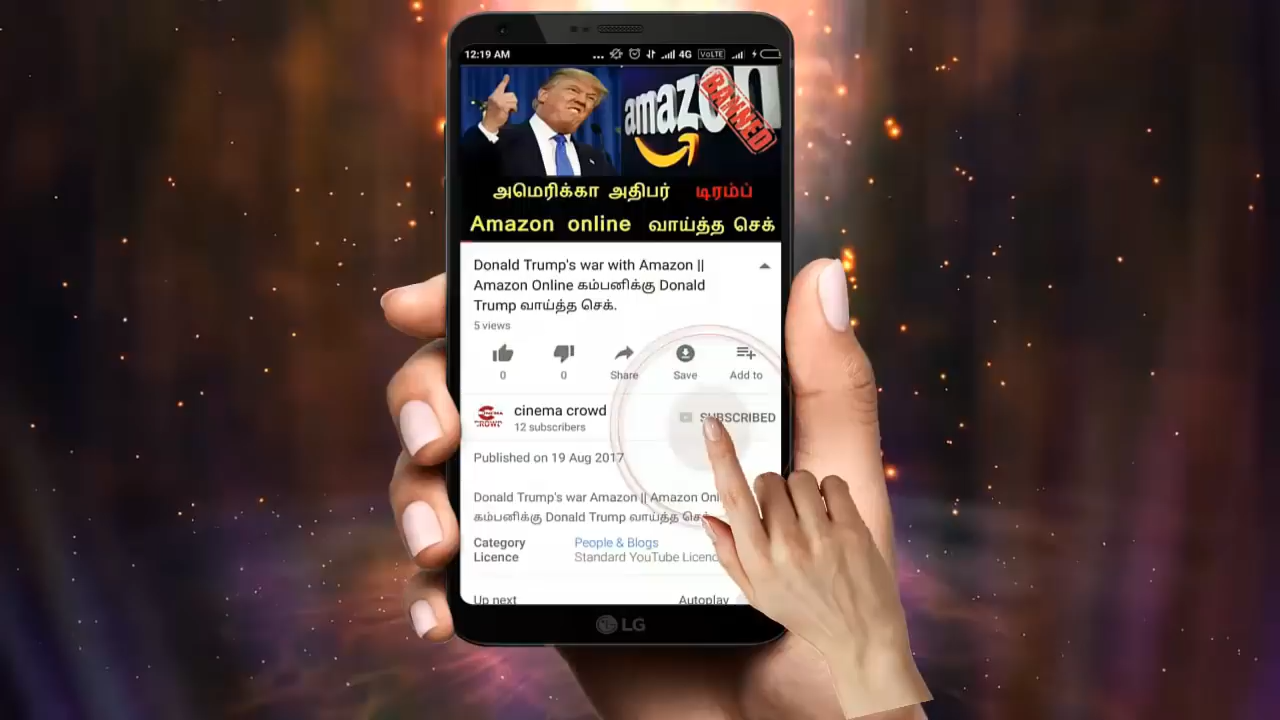 12:19 AM
4G VoLTE
amazon
BANNED
அமெரிக்கா அதிபர் டிரம்ப்
Amazon online வாய்த்த செக்
Donald Trump's war with Amazon ||
Amazon Online கம்பனிக்கு Donald
Trump வாய்த்த செக்.
5 views
0 0 Share Save Add to
CINEMA
CROWD
cinema crowd
SUBSCRIBED
12 subscribers
Published on 19 Aug 2017
Donald Trump's war Amazon || Amazon Onl
கம்பனிக்கு Donald Trump வாய்த்த செக்
Category People & Blogs
Licence Standard YouTube Licenc
Up next Autoplay
LG